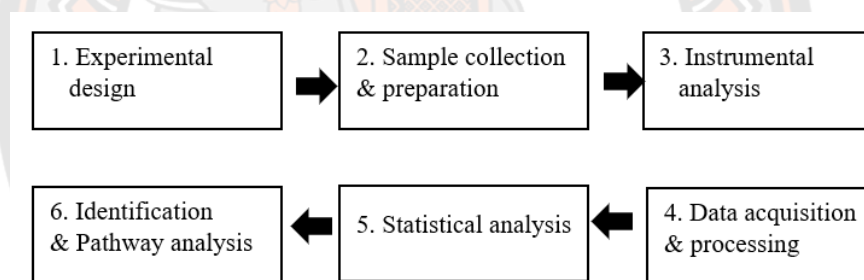 1. Experimental
design
2. Sample collection
& preparation
3. Instrumental
analysis
4. Data acquisition
& processing
5. Statistical analysis
6. Identification
& Pathway analysis